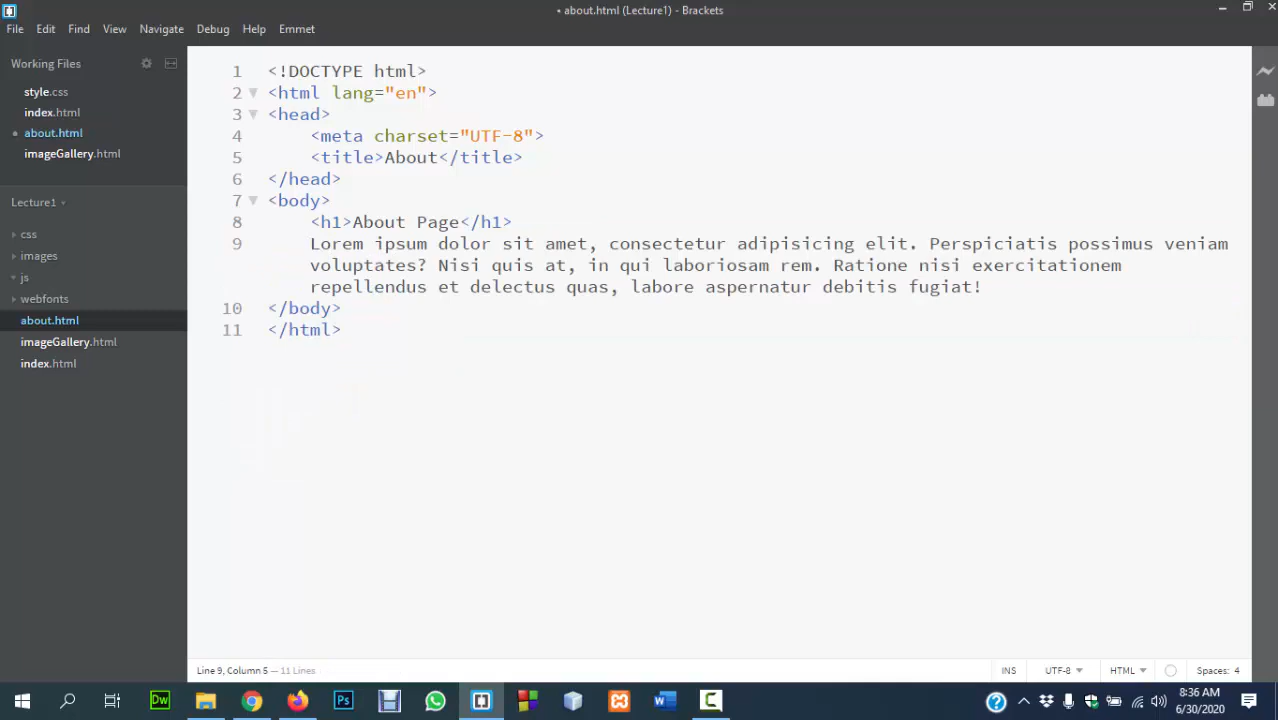 • about.html (Lecture1) - Brackets
File Edit Find View Navigate Debug Help Emmet
Working Files
style.css
index.html
about.html
imageGallery.html
Lecture1
css
images
js
webfonts
about.html
imageGallery.html
index.html
1 <!DOCTYPE html>
2 <html lang="en">
3 <head>
4 <meta charset="UTF-8">
5 <title>About</title>
6 </head>
7 <body>
8 <h1>About Page</h1>
9 Lorem ipsum dolor sit amet, consectetur adipisicing elit. Perspiciatis possimus veniam
voluptates? Nisi quis at, in qui laboriosam rem. Ratione nisi exercitationem
repellendus et delectus quas, labore aspernatur debitis fugiat!
10 </body>
11 </html>
Line 9, Column 5 — 11 Lines
INS UTF-8 HTML Spaces: 4
Dw
Ps
8:36 AM
6/30/2020